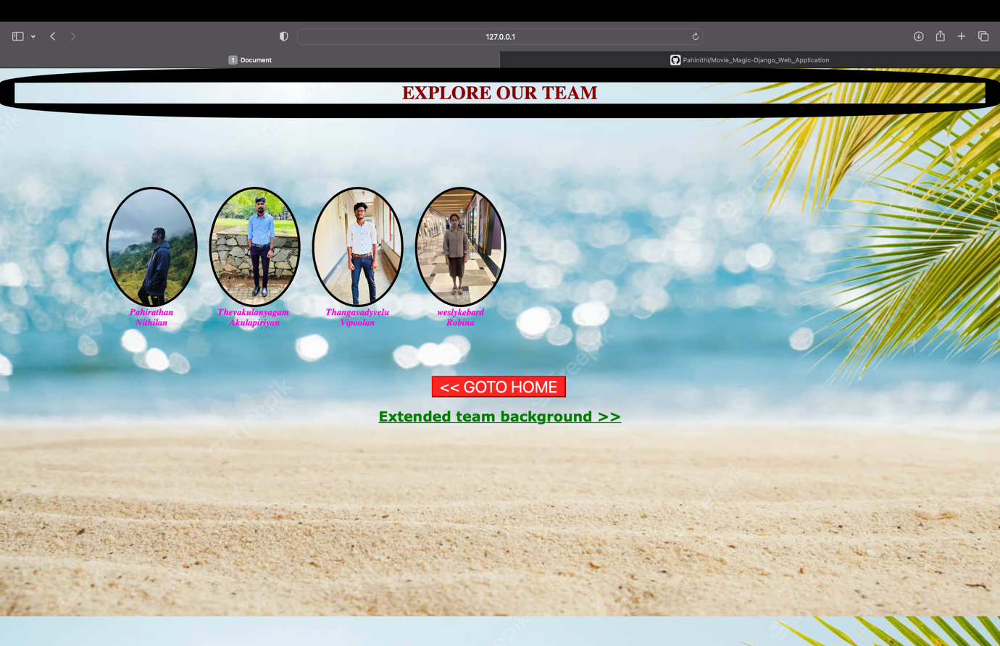 127.0.0.1
1 Document
Pahinithi/Movie_Magic-Django_Web_Application
EXPLORE OUR TEAM
Pahirathan
Nithilan
Thevakulanyagam
Akulapiriyan
Thangavadyvelu
Vipoolan
weslykebard
Robina
<< GOTO HOME
Extended team background >>